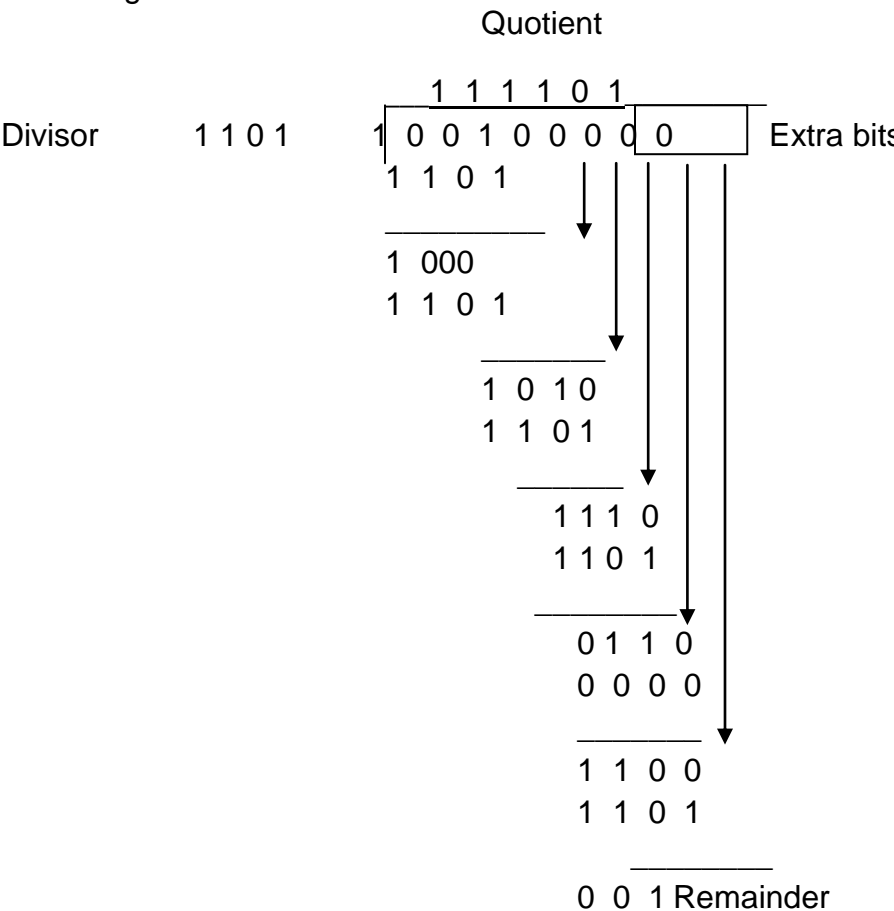 Quotient
1 1 1 1 0 1
Divisor 1 1 0 1 1 0 0 1 0 0 0 0 0 Extra bits
1 1 0 1
1 000
1 1 0 1
1 0 1 0
1 1 0 1
1 1 1 0
1 1 0 1
0 1 1 0
0 0 0 0
1 1 0 0
1 1 0 1
0 0 1 Remainder